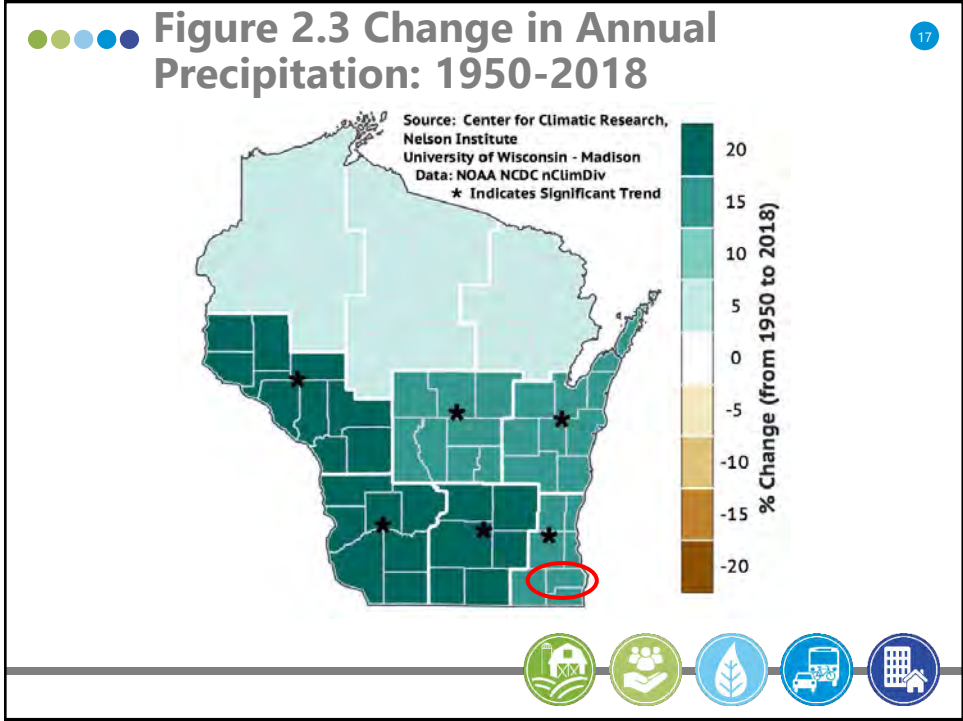 Figure 2.3 Change in Annual
Precipitation: 1950-2018
17
Source: Center for Climatic Research,
Nelson Institute
University of Wisconsin - Madison
Data: NOAA NCDC nClimDiv
* Indicates Significant Trend
20
15
10
5
0
-5
-10
-15
-20
% Change (from 1950 to 2018)